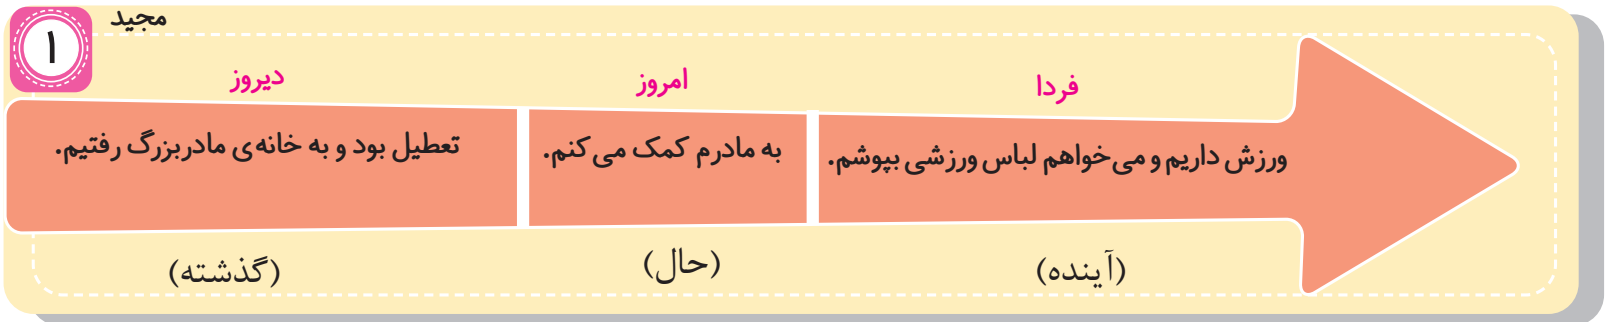 ۱
مجید
دیروز
امروز
فردا
تعطیل بود و به خانه‌ی مادربزرگ رفتیم.
به مادرم کمک می‌کنم.
ورزش داریم و می‌خواهم لباس ورزشی بپوشم.
(گذشته)
(حال)
(آینده)